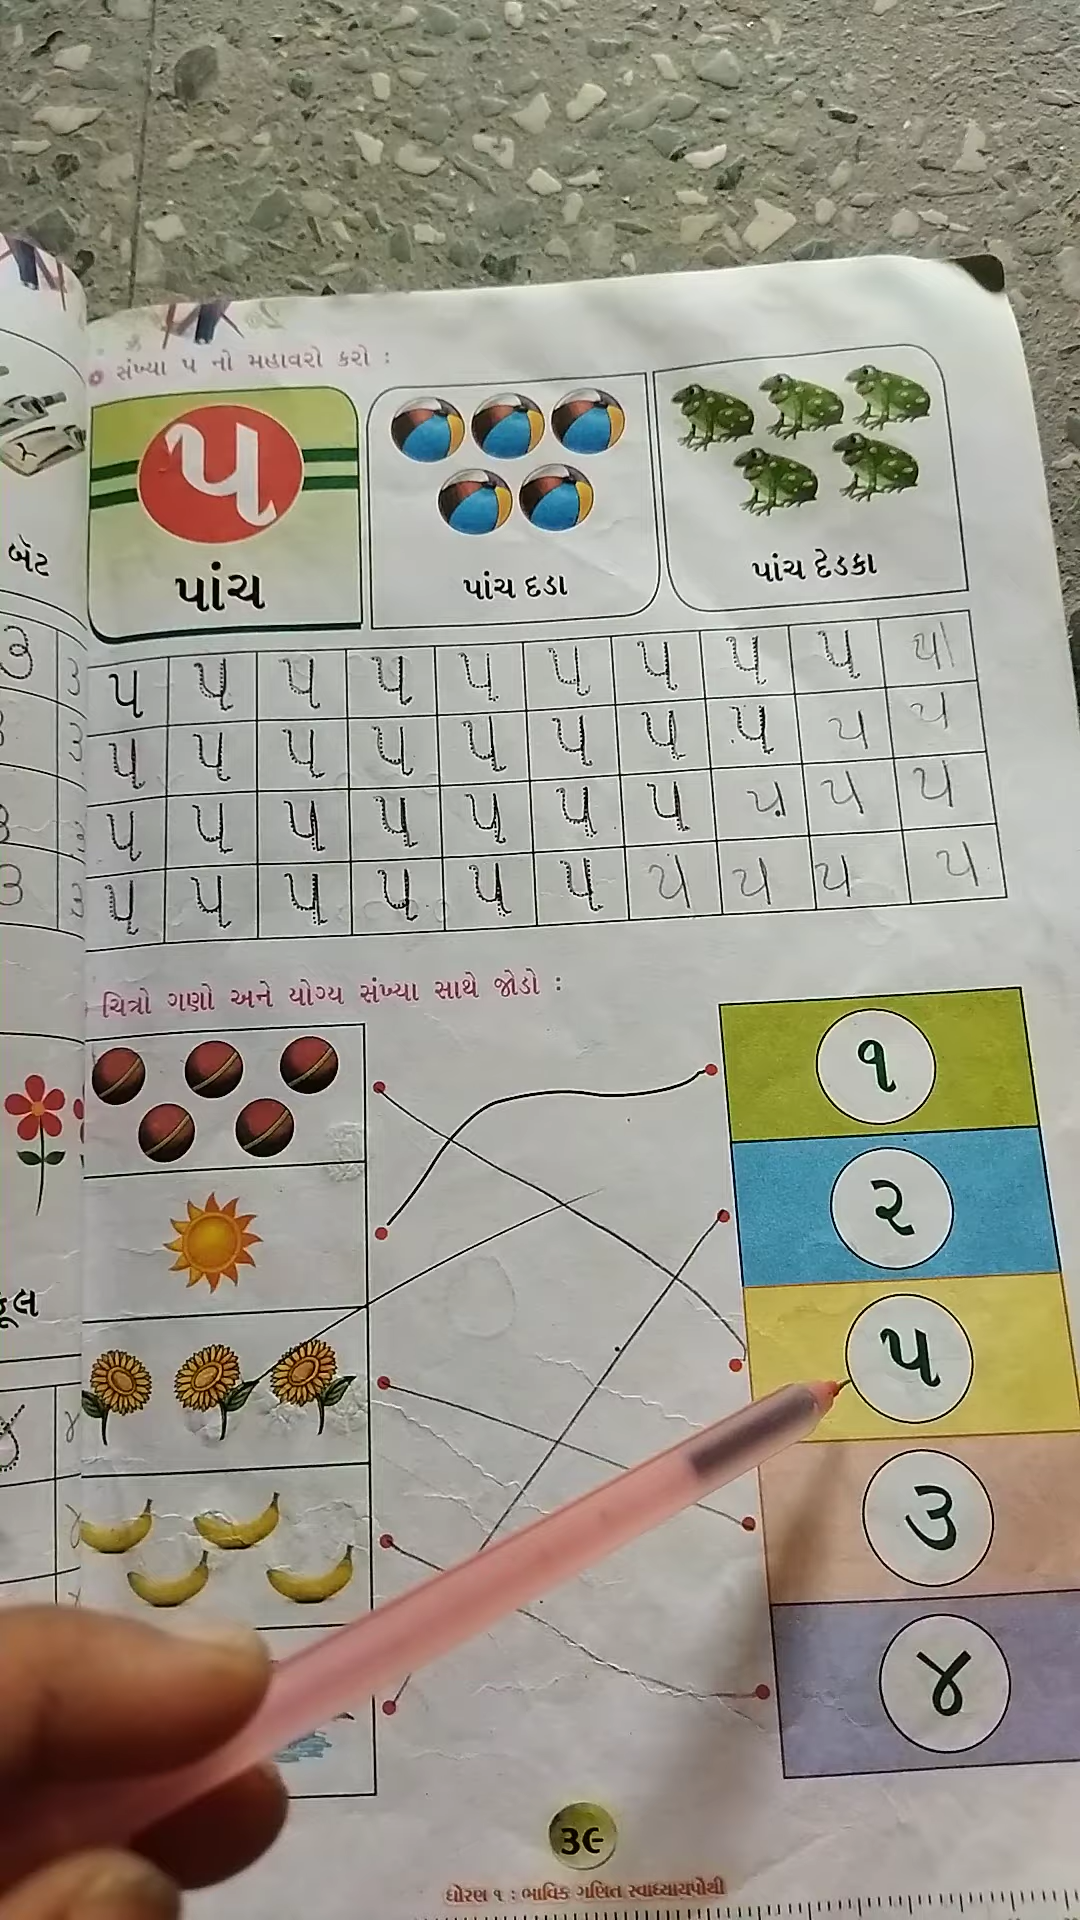 સંખ્યા ૫ નો મહાવરો કરો :
૫
પાંચ
પાંચ દડા
પાંચ દેડકા
બૅટ
૩ ૩
૫ ૫ ૫ ૫ ૫ ૫ ૫ ૫ ૫ ૫
૫ ૫ ૫ ૫ ૫ ૫ ૫ ૫ ૫ ૫
૫ ૫ ૫ ૫ ૫ ૫ ૫ ૫ ૫ ૫
૫ ૫ ૫ ૫ ૫ ૫ ૫ ૫ ૫ ૫
ચિત્રો ગણો અને યોગ્ય સંખ્યા સાથે જોડો :
૧
૨
૫
૩
૪
૩૯
ધોરણ ૧ : ભાવિક ગણિત સ્વાધ્યાયપોથી